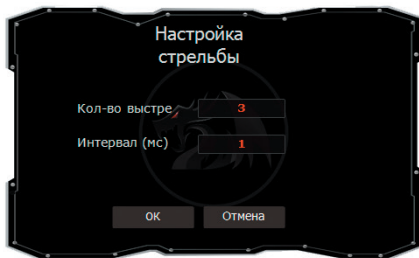 Настройка
стрельбы
Кол-во выстре
3
Интервал (мс)
1
ОК
Отмена